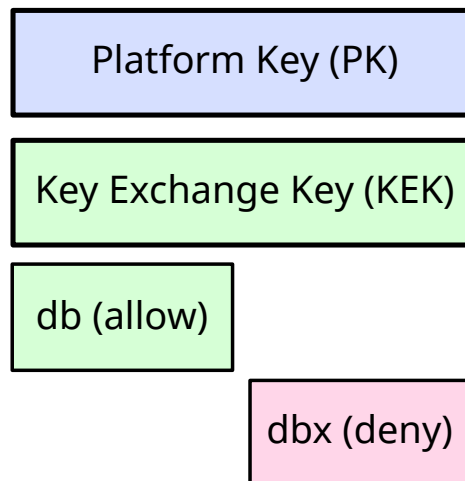 Platform Key (PK)
Key Exchange Key (KEK)
db (allow)
dbx (deny)